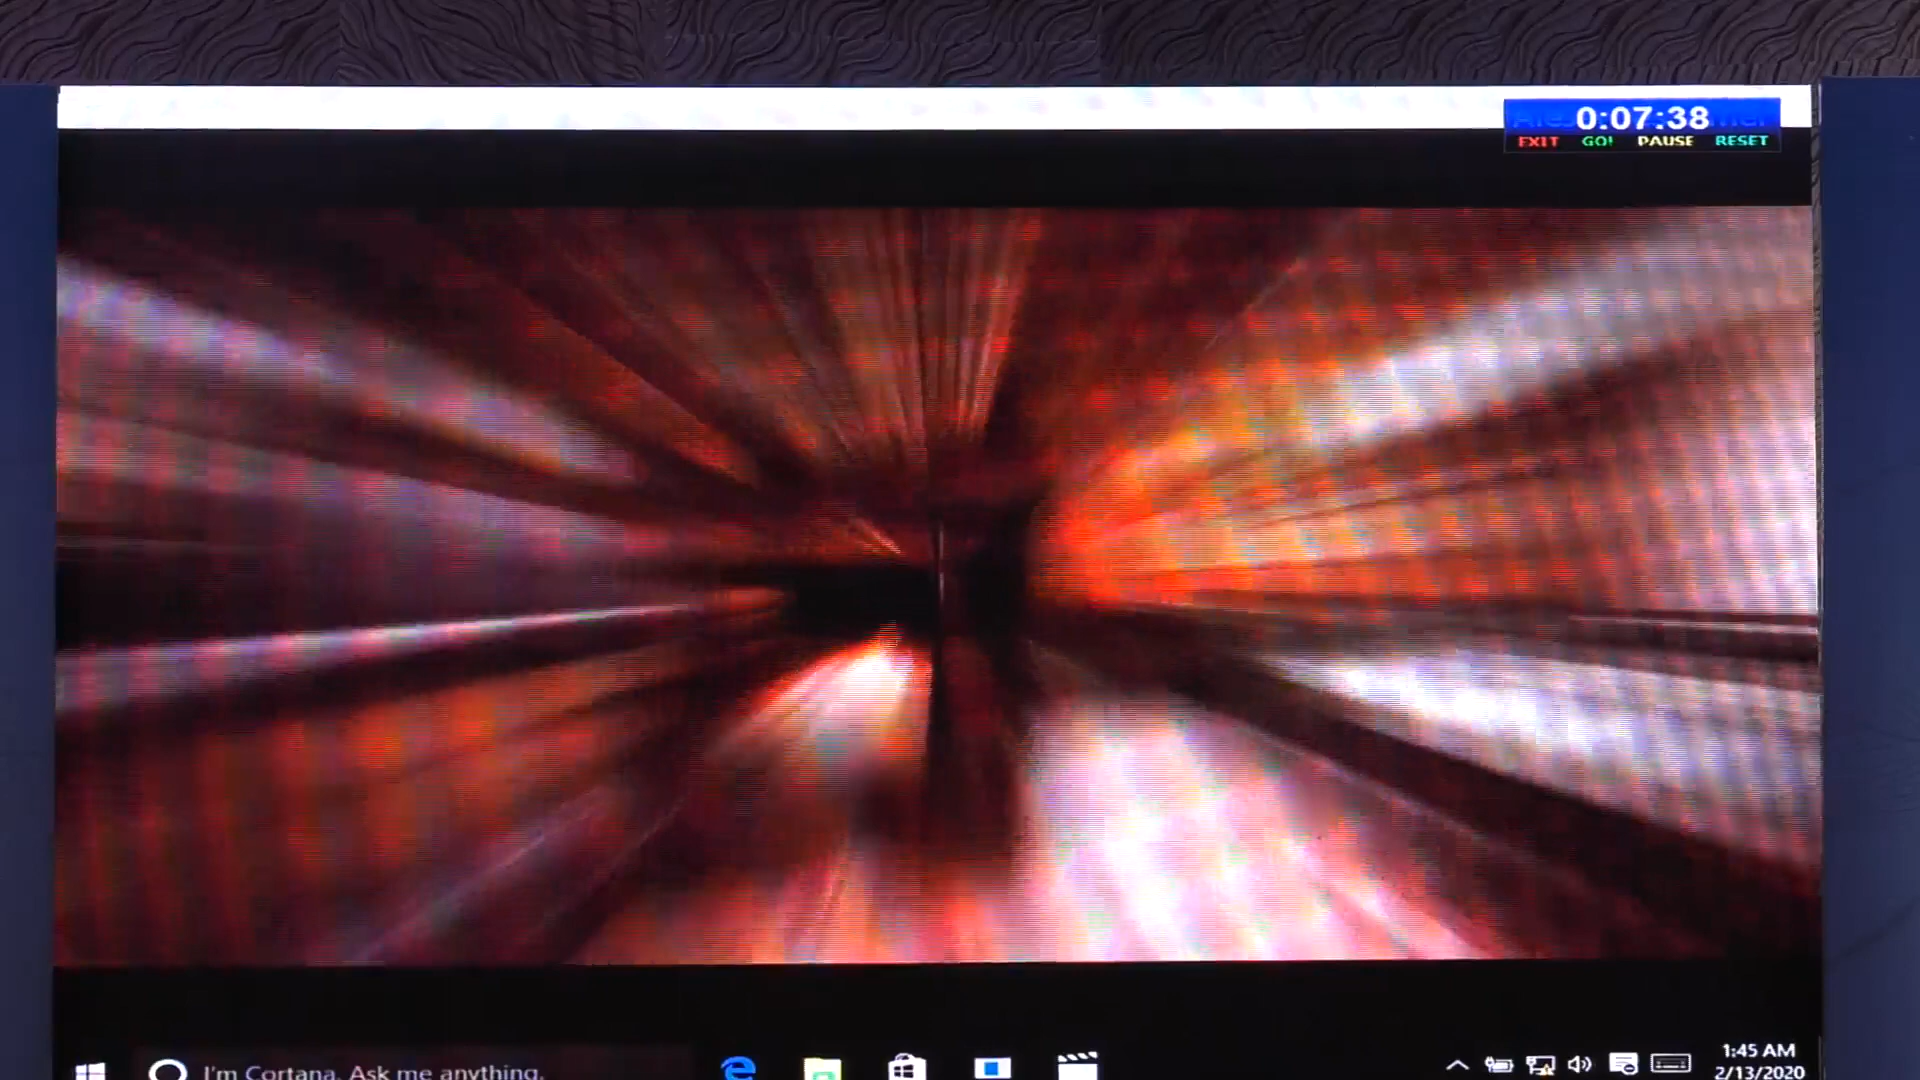 0:07:38
EXIT GO! PAUSE RESET
I'm Cortana. Ask me anything.
1:45 AM
2/13/2020